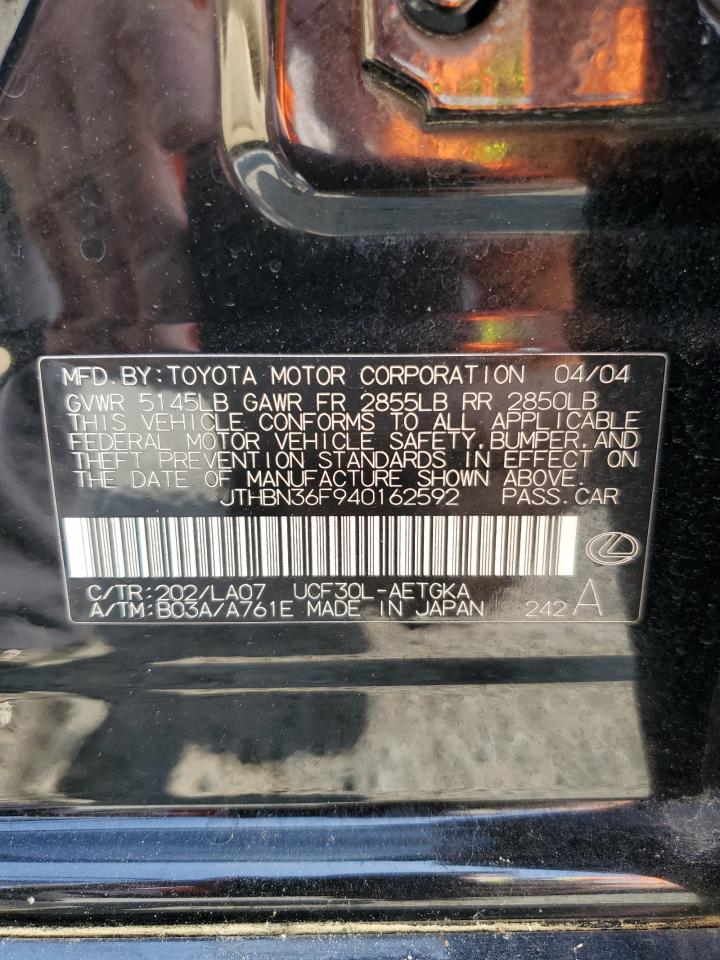 MFD. BY: TOYOTA MOTOR CORPORATION 04/04
GVWR 5145LB GAWR FR 2855LB RR 2850LB
THIS VEHICLE CONFORMS TO ALL APPLICABLE
FEDERAL MOTOR VEHICLE SAFETY, BUMPER, AND
THEFT PREVENTION STANDARDS IN EFFECT ON
THE DATE OF MANUFACTURE SHOWN ABOVE.
JTHBN36F940162592 PASS. CAR
C/TR: 202/LA07 UCF30L-AETGKA
A/TM: B03A/A761E MADE IN JAPAN 242 A